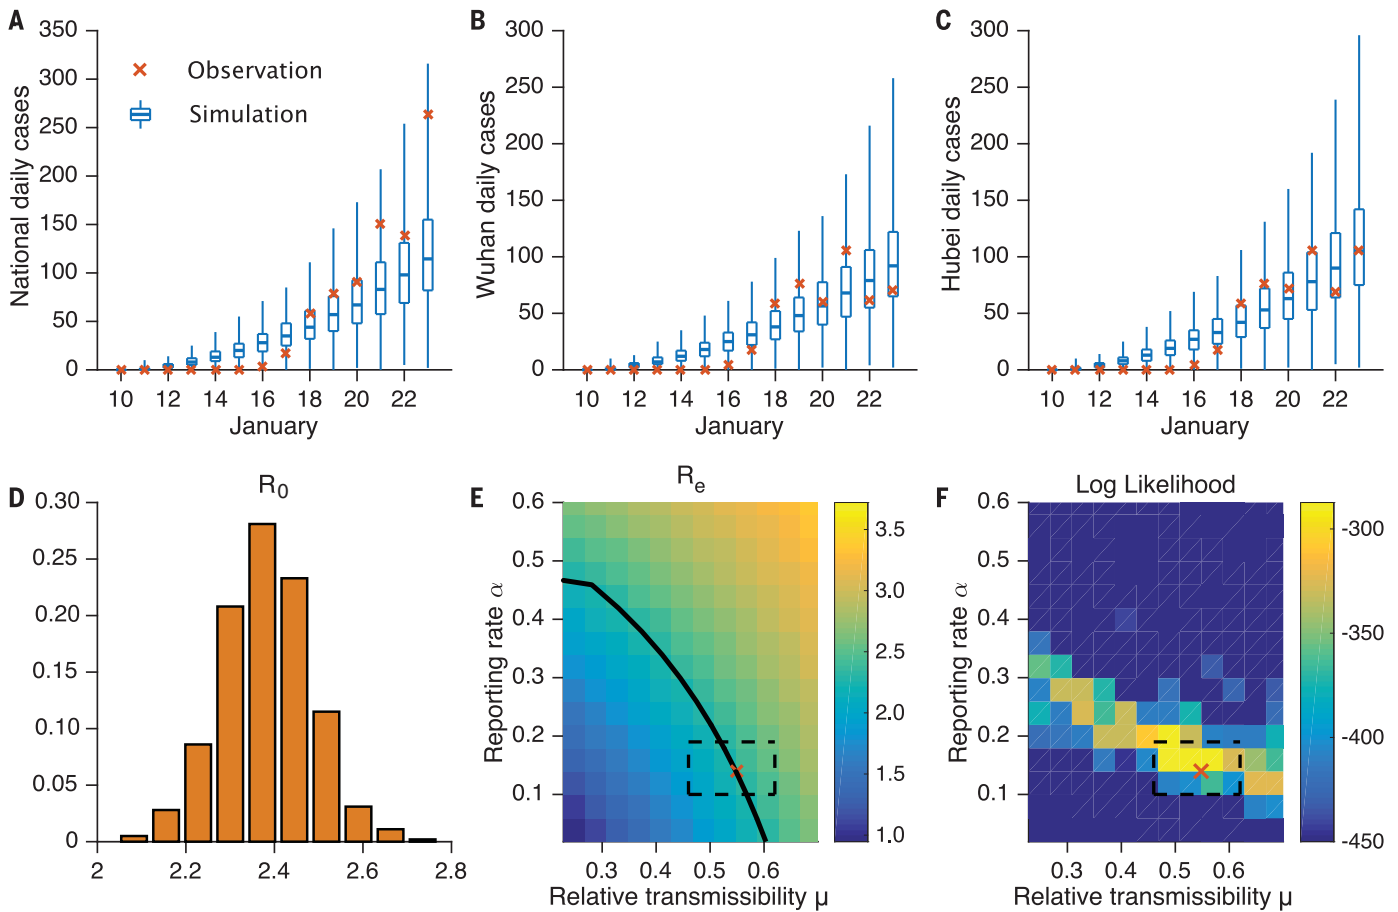 A
National daily cases
350
300
250
200
150
100
50
0
Observation
Simulation
10 12 14 16 18 20 22
January
B
Wuhan daily cases
300
250
200
150
100
50
0
10 12 14 16 18 20 22
January
C
Hubei daily cases
300
250
200
150
100
50
0
10 12 14 16 18 20 22
January
D
R0
0.30
0.25
0.20
0.15
0.10
0.05
0
2 2.2 2.4 2.6 2.8
E
Re
Reporting rate α
0.6
0.5
0.4
0.3
0.2
0.1
0.3 0.4 0.5 0.6
Relative transmissibility μ
3.5
3.0
2.5
2.0
1.5
1.0
F
Log Likelihood
Reporting rate α
0.6
0.5
0.4
0.3
0.2
0.1
0.3 0.4 0.5 0.6
Relative transmissibility μ
-300
-350
-400
-450